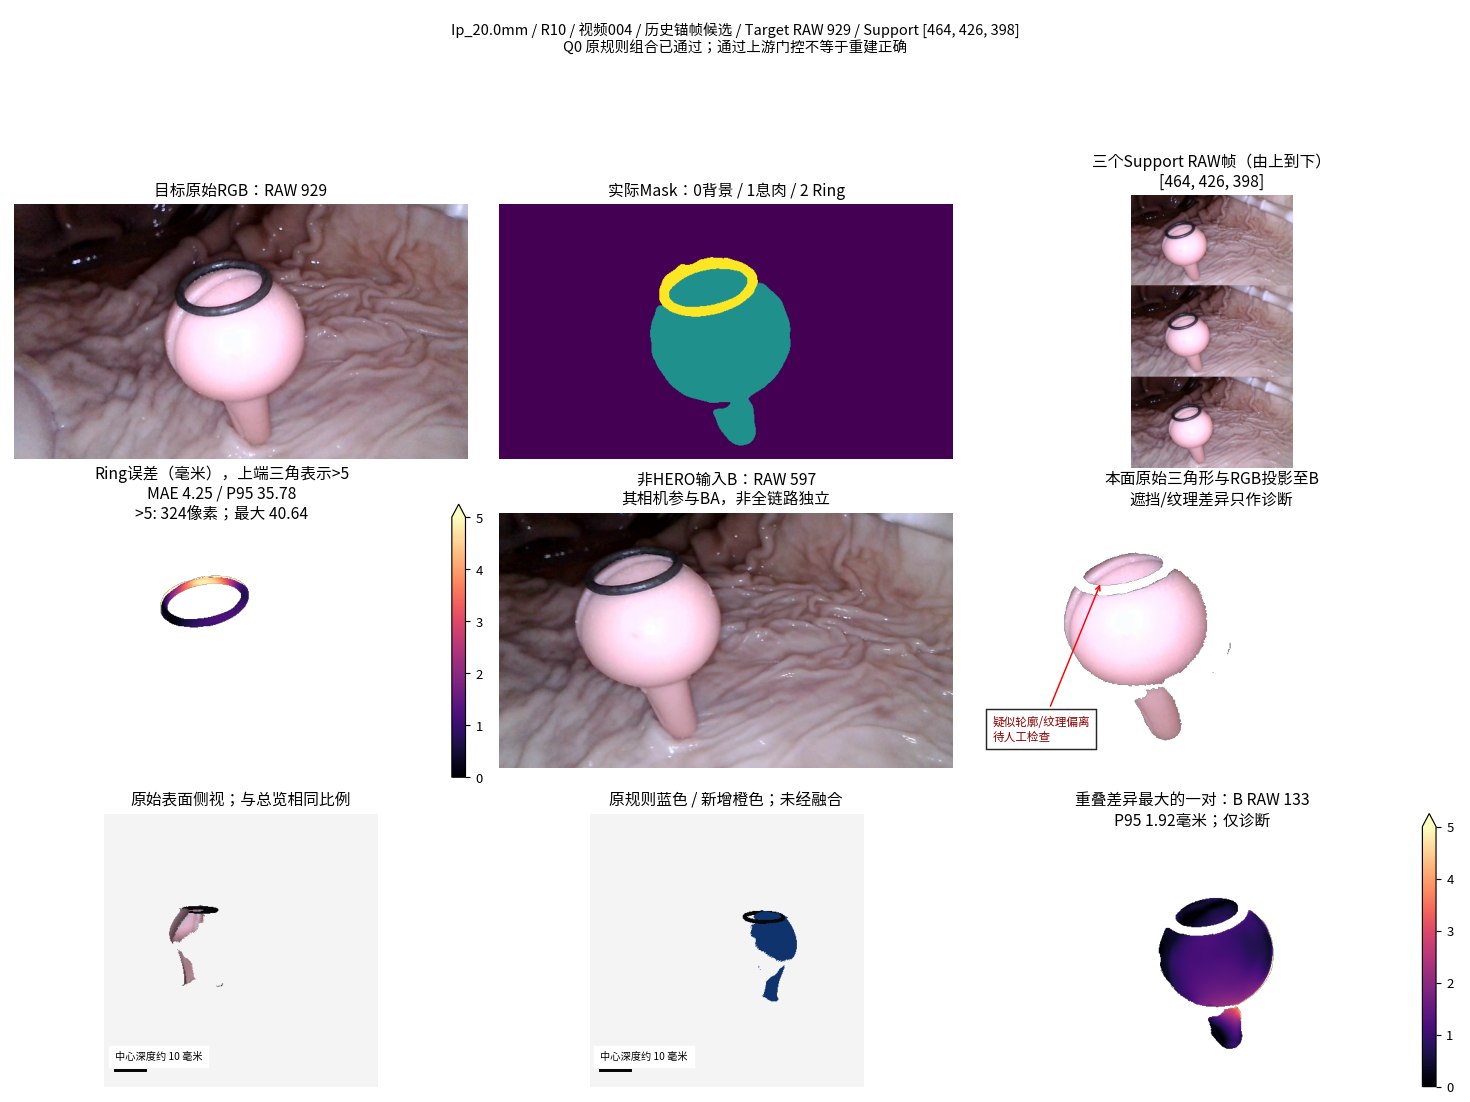 Ip_20.0mm / R10 / 视频004 / 历史锚帧候选 / Target RAW 929 / Support [464, 426, 398]
Q0 原规则组合已通过；通过上游门控不等于重建正确
目标原始RGB：RAW 929
实际Mask：0背景 / 1息肉 / 2 Ring
三个Support RAW帧（由上到下）
[464, 426, 398]
Ring误差（毫米），上端三角表示>5
MAE 4.25 / P95 35.78
>5: 324像素；最大 40.64
5
4
3
2
1
0
非HERO输入B：RAW 597
其相机参与BA，非全链路独立
本面原始三角形与RGB投影至B
遮挡/纹理差异只作诊断
疑似轮廓/纹理偏离
待人工检查
原始表面侧视；与总览相同比例
中心深度约 10 毫米
原规则蓝色 / 新增橙色；未经融合
中心深度约 10 毫米
重叠差异最大的一对：B RAW 133
P95 1.92毫米；仅诊断
5
4
3
2
1
0